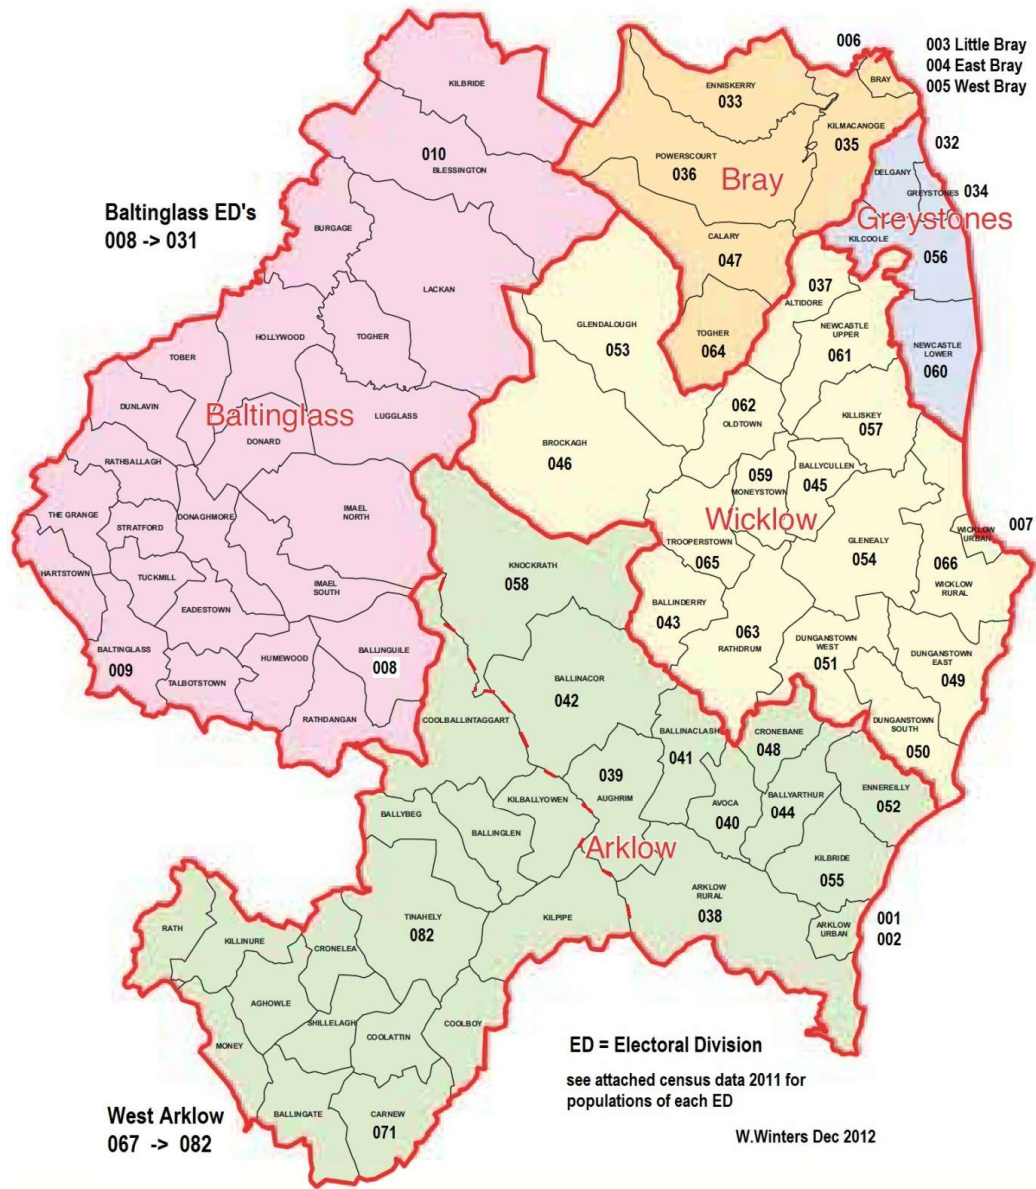 006
003 Little Bray
004 East Bray
005 West Bray
BRAY
KILBRIDE
ENNISKERRY
033
KILMACANOGE
035
032
010
BLESSINGTON
POWERSCOURT
036
Bray
DELGANY
GREYSTONES
034
Greystones
Baltinglass ED's
008 -> 031
BURGAGE
CALARY
047
KILCOOLE
056
LACKAN
037
ALTIDORE
GLENDALOUGH
053
HOLLYWOOD
TOGHER
TOGHER
064
NEWCASTLE
UPPER
061
NEWCASTLE
LOWER
060
TOBER
DUNLAVIN
Baltinglass
LUGGLASS
062
OLDTOWN
KILLISKEY
057
DONARD
BROCKAGH
046
RATHSALLAGH
059
MONEYSTOWN
BALLYCULLEN
045
THE GRANGE
STRATFORD
DONAGHMORE
IMAEL
NORTH
Wicklow
007
WICKLOW
URBAN
TROOPERSTOWN
065
GLENEALY
054
066
WICKLOW
RURAL
HARTSTOWN
TUCKMILL
KNOCKRATH
058
IMAEL
SOUTH
EADESTOWN
BALLINDERRY
043
063
RATHDRUM
DUNGANSTOWN
WEST
051
DUNGANSTOWN
EAST
049
BALTINGLASS
009
HUMEWOOD
BALLINGUILE
008
TALBOTSTOWN
BALLINACOR
042
RATHDANGAN
COOLBALLINTAGGART
BALLINACLASH
041
CRONEBANE
048
DUNGANSTOWN
SOUTH
050
039
AUGHRIM
ENNEREILLY
052
KILBALLYOWEN
BALLYBEG
BALLINGLEN
AVOCA
040
BALLYARTHUR
044
Arklow
KILBRIDE
055
ARKLOW
RURAL
038
TINAHELY
082
KILPIPE
ARKLOW
URBAN
001
002
RATH
KILLINURE
CRONELEA
AGHOWLE
SHILLELAGH
COOLATTIN
COOLBOY
MONEY
BALLINGATE
CARNEW
071
West Arklow
067 -> 082
ED = Electoral Division
see attached census data 2011 for
populations of each ED
W.Winters Dec 2012